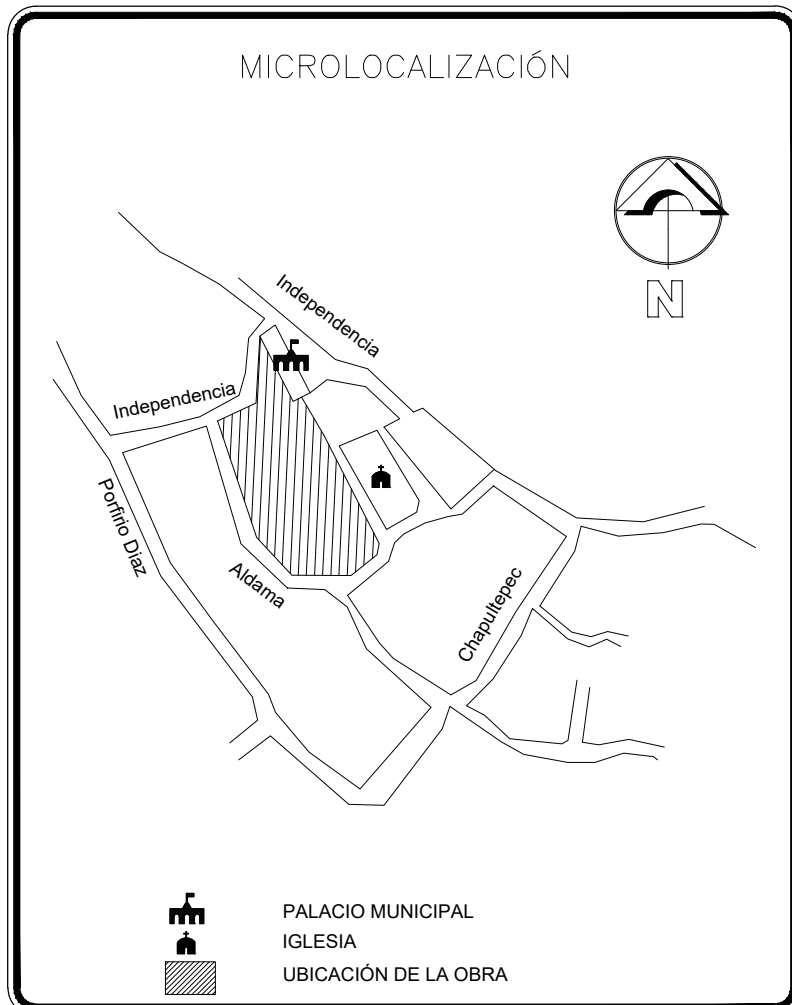 MICROLOCALIZACIÓN
N
Independencia
Independencia
Porfirio Diaz
Aldama
Chapultepec
PALACIO MUNICIPAL
IGLESIA
UBICACIÓN DE LA OBRA